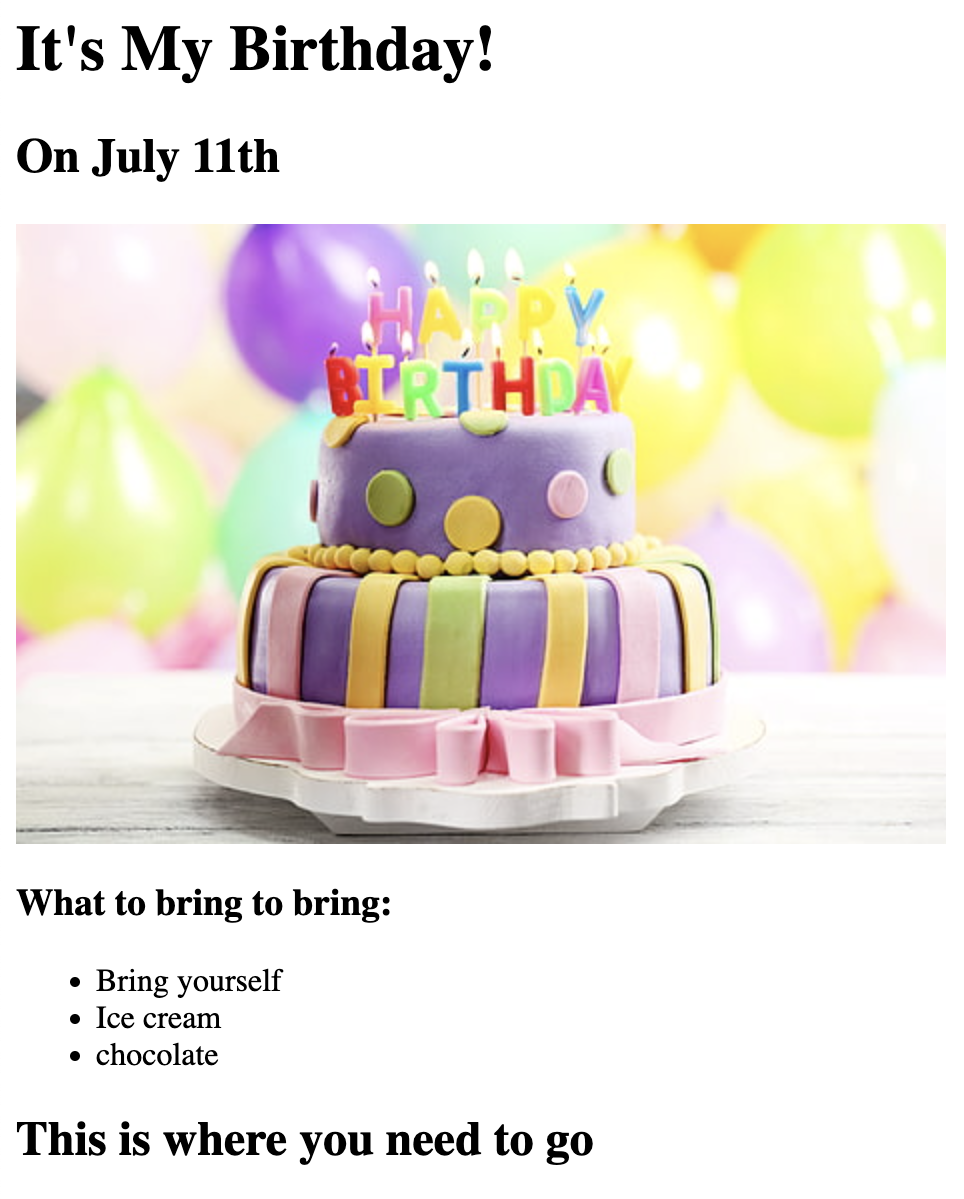 It's My Birthday!
On July 11th
HAPPY
BIRTHDAY
What to bring to bring:
Bring yourself
Ice cream
chocolate
This is where you need to go